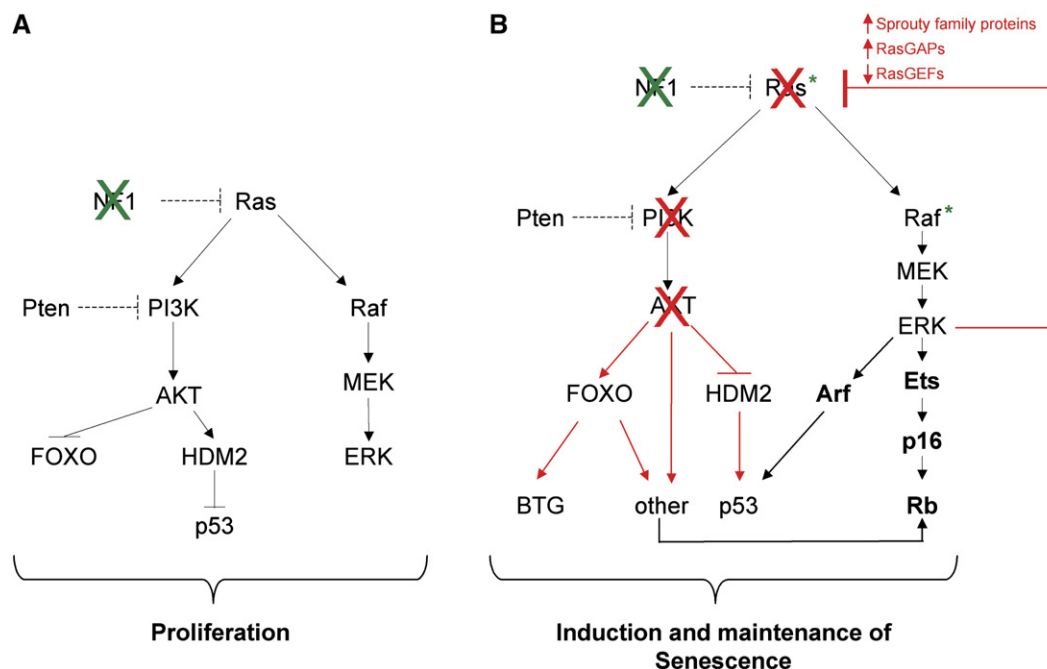 A
NF1 Ras
Pten PI3K Raf
AKT MEK
FOXO HDM2 ERK
p53
Proliferation
B
Sprouty family proteins
RasGAPs
RasGEFs
NF1 Ras*
Pten PI3K Raf*
MEK
AKT ERK
FOXO HDM2 Arf Ets
p16
BTG other p53 Rb
Induction and maintenance of
Senescence